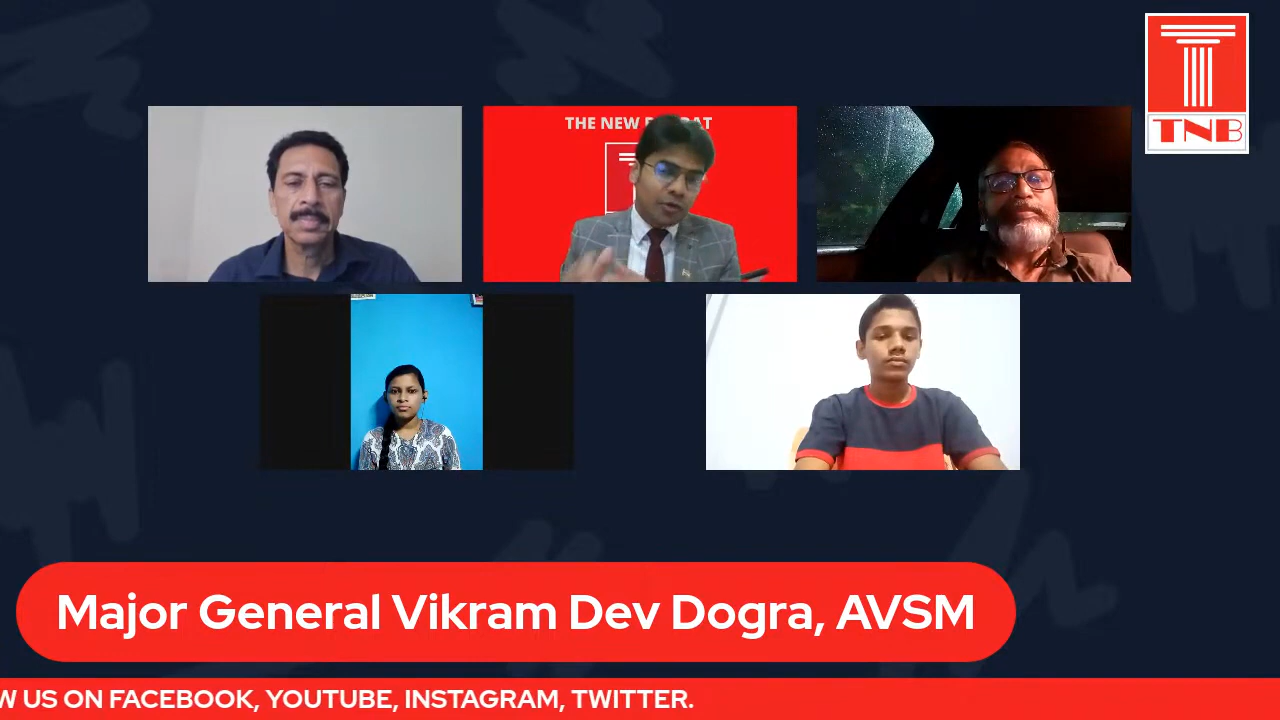 THE NEW
TNB
Major General Vikram Dev Dogra, AVSM
W US ON FACEBOOK, YOUTUBE, INSTAGRAM, TWITTER.